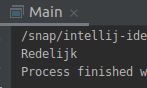 Main ×
/snap/intellij-ide
Redelijk
Process finished w